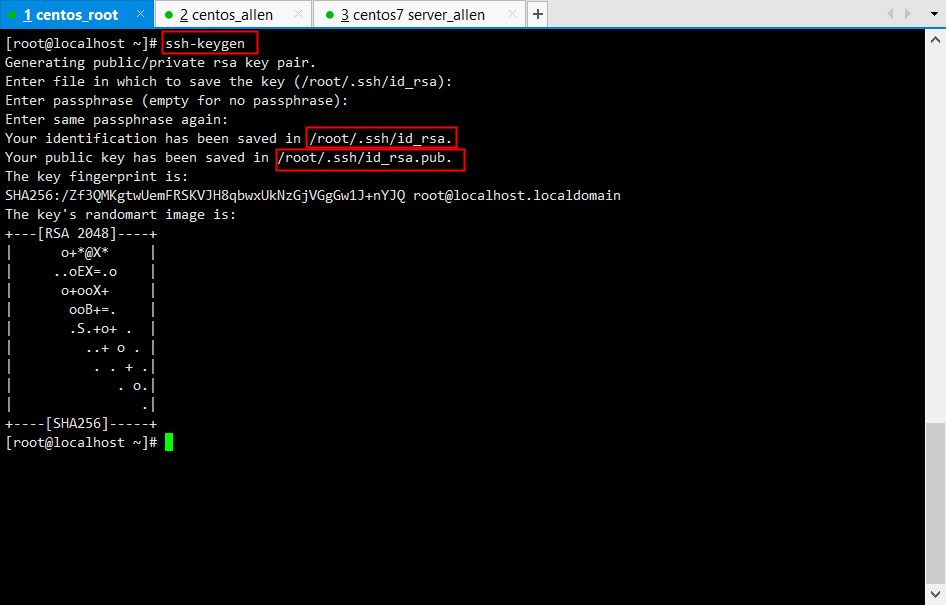 1 centos_root
2 centos_allen
3 centos7 server_allen
[root@localhost ~]# ssh-keygen
Generating public/private rsa key pair.
Enter file in which to save the key (/root/.ssh/id_rsa):
Enter passphrase (empty for no passphrase):
Enter same passphrase again:
Your identification has been saved in /root/.ssh/id_rsa.
Your public key has been saved in /root/.ssh/id_rsa.pub.
The key fingerprint is:
SHA256:/Zf3QMKgtwUemFRSKVJH8qbwxUkNzGjVGgGw1J+nYJQ root@localhost.localdomain
The key's randomart image is:
+---[RSA 2048]----+
|      o+*@X*     |
|     ..oEX=.o    |
|      o+ooX+     |
|       ooB+=.    |
|       .S.+o+ .  |
|         ..+ o . |
|          . . + .|
|             . o.|
|                .|
+----[SHA256]-----+
[root@localhost ~]#